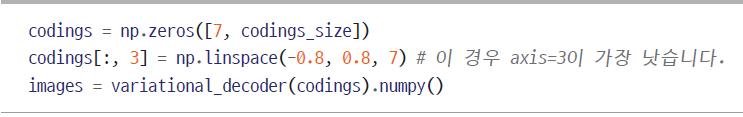 codings = np.zeros([7, codings_size])
codings[:, 3] = np.linspace(-0.8, 0.8, 7) # 이 경우 axis=3이 가장 낫습니다.
images = variational_decoder(codings).numpy()